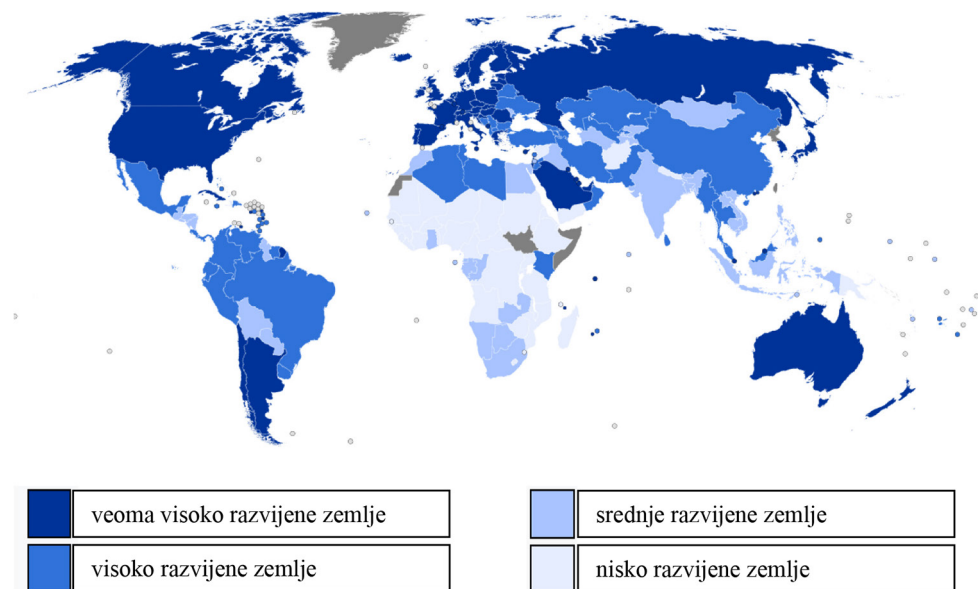 veoma visoko razvijene zemlje
srednje razvijene zemlje
visoko razvijene zemlje
nisko razvijene zemlje